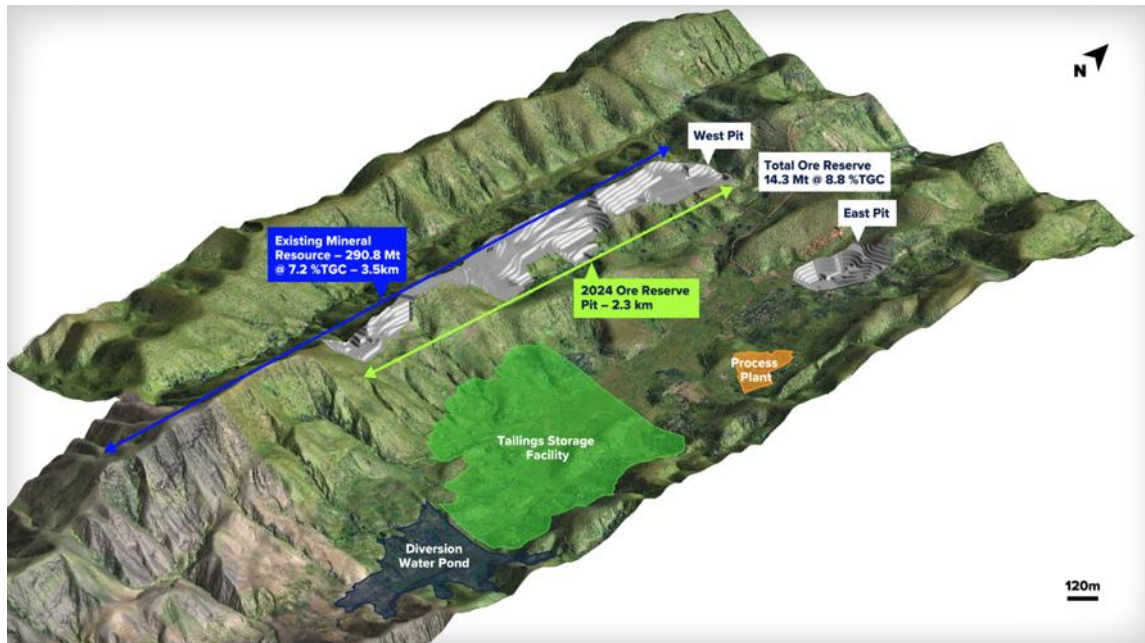 N
West Pit
Total Ore Reserve
14.3 Mt @ 8.8 %TGC
East Pit
Existing Mineral
Resource – 290.8 Mt
@ 7.2 %TGC – 3.5km
2024 Ore Reserve
Pit – 2.3 km
Process
Plant
Tailings Storage
Facility
Diversion
Water Pond
120m